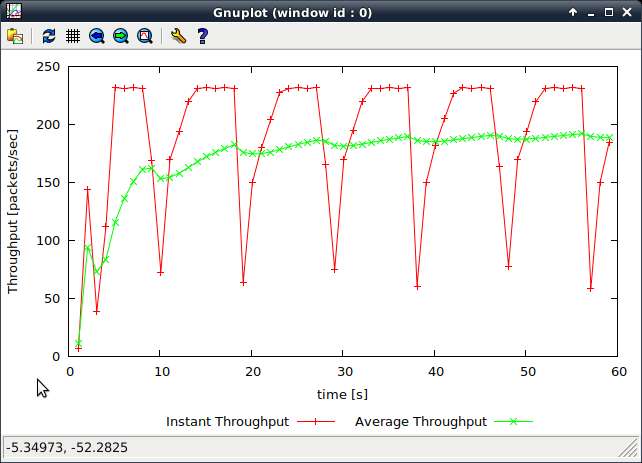 Gnuplot (window id : 0)
250
200
150
100
50
0
Throughput [packets/sec]
0 10 20 30 40 50 60
time [s]
Instant Throughput Average Throughput
-5.34973, -52.2825